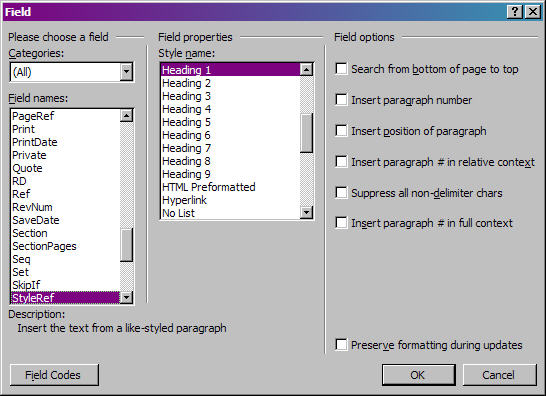 Field
Please choose a field
Categories:
(All)
Field names:
PageRef
Print
PrintDate
Private
Quote
RD
Ref
RevNum
SaveDate
Section
SectionPages
Seq
Set
SkipIf
StyleRef
Description:
Insert the text from a like-styled paragraph
Field properties
Style name:
Heading 1
Heading 2
Heading 3
Heading 4
Heading 5
Heading 6
Heading 7
Heading 8
Heading 9
HTML Preformatted
Hyperlink
No List
Field options
Search from bottom of page to top
Insert paragraph number
Insert position of paragraph
Insert paragraph # in relative context
Suppress all non-delimiter chars
Insert paragraph # in full context
Preserve formatting during updates
Field Codes
OK
Cancel